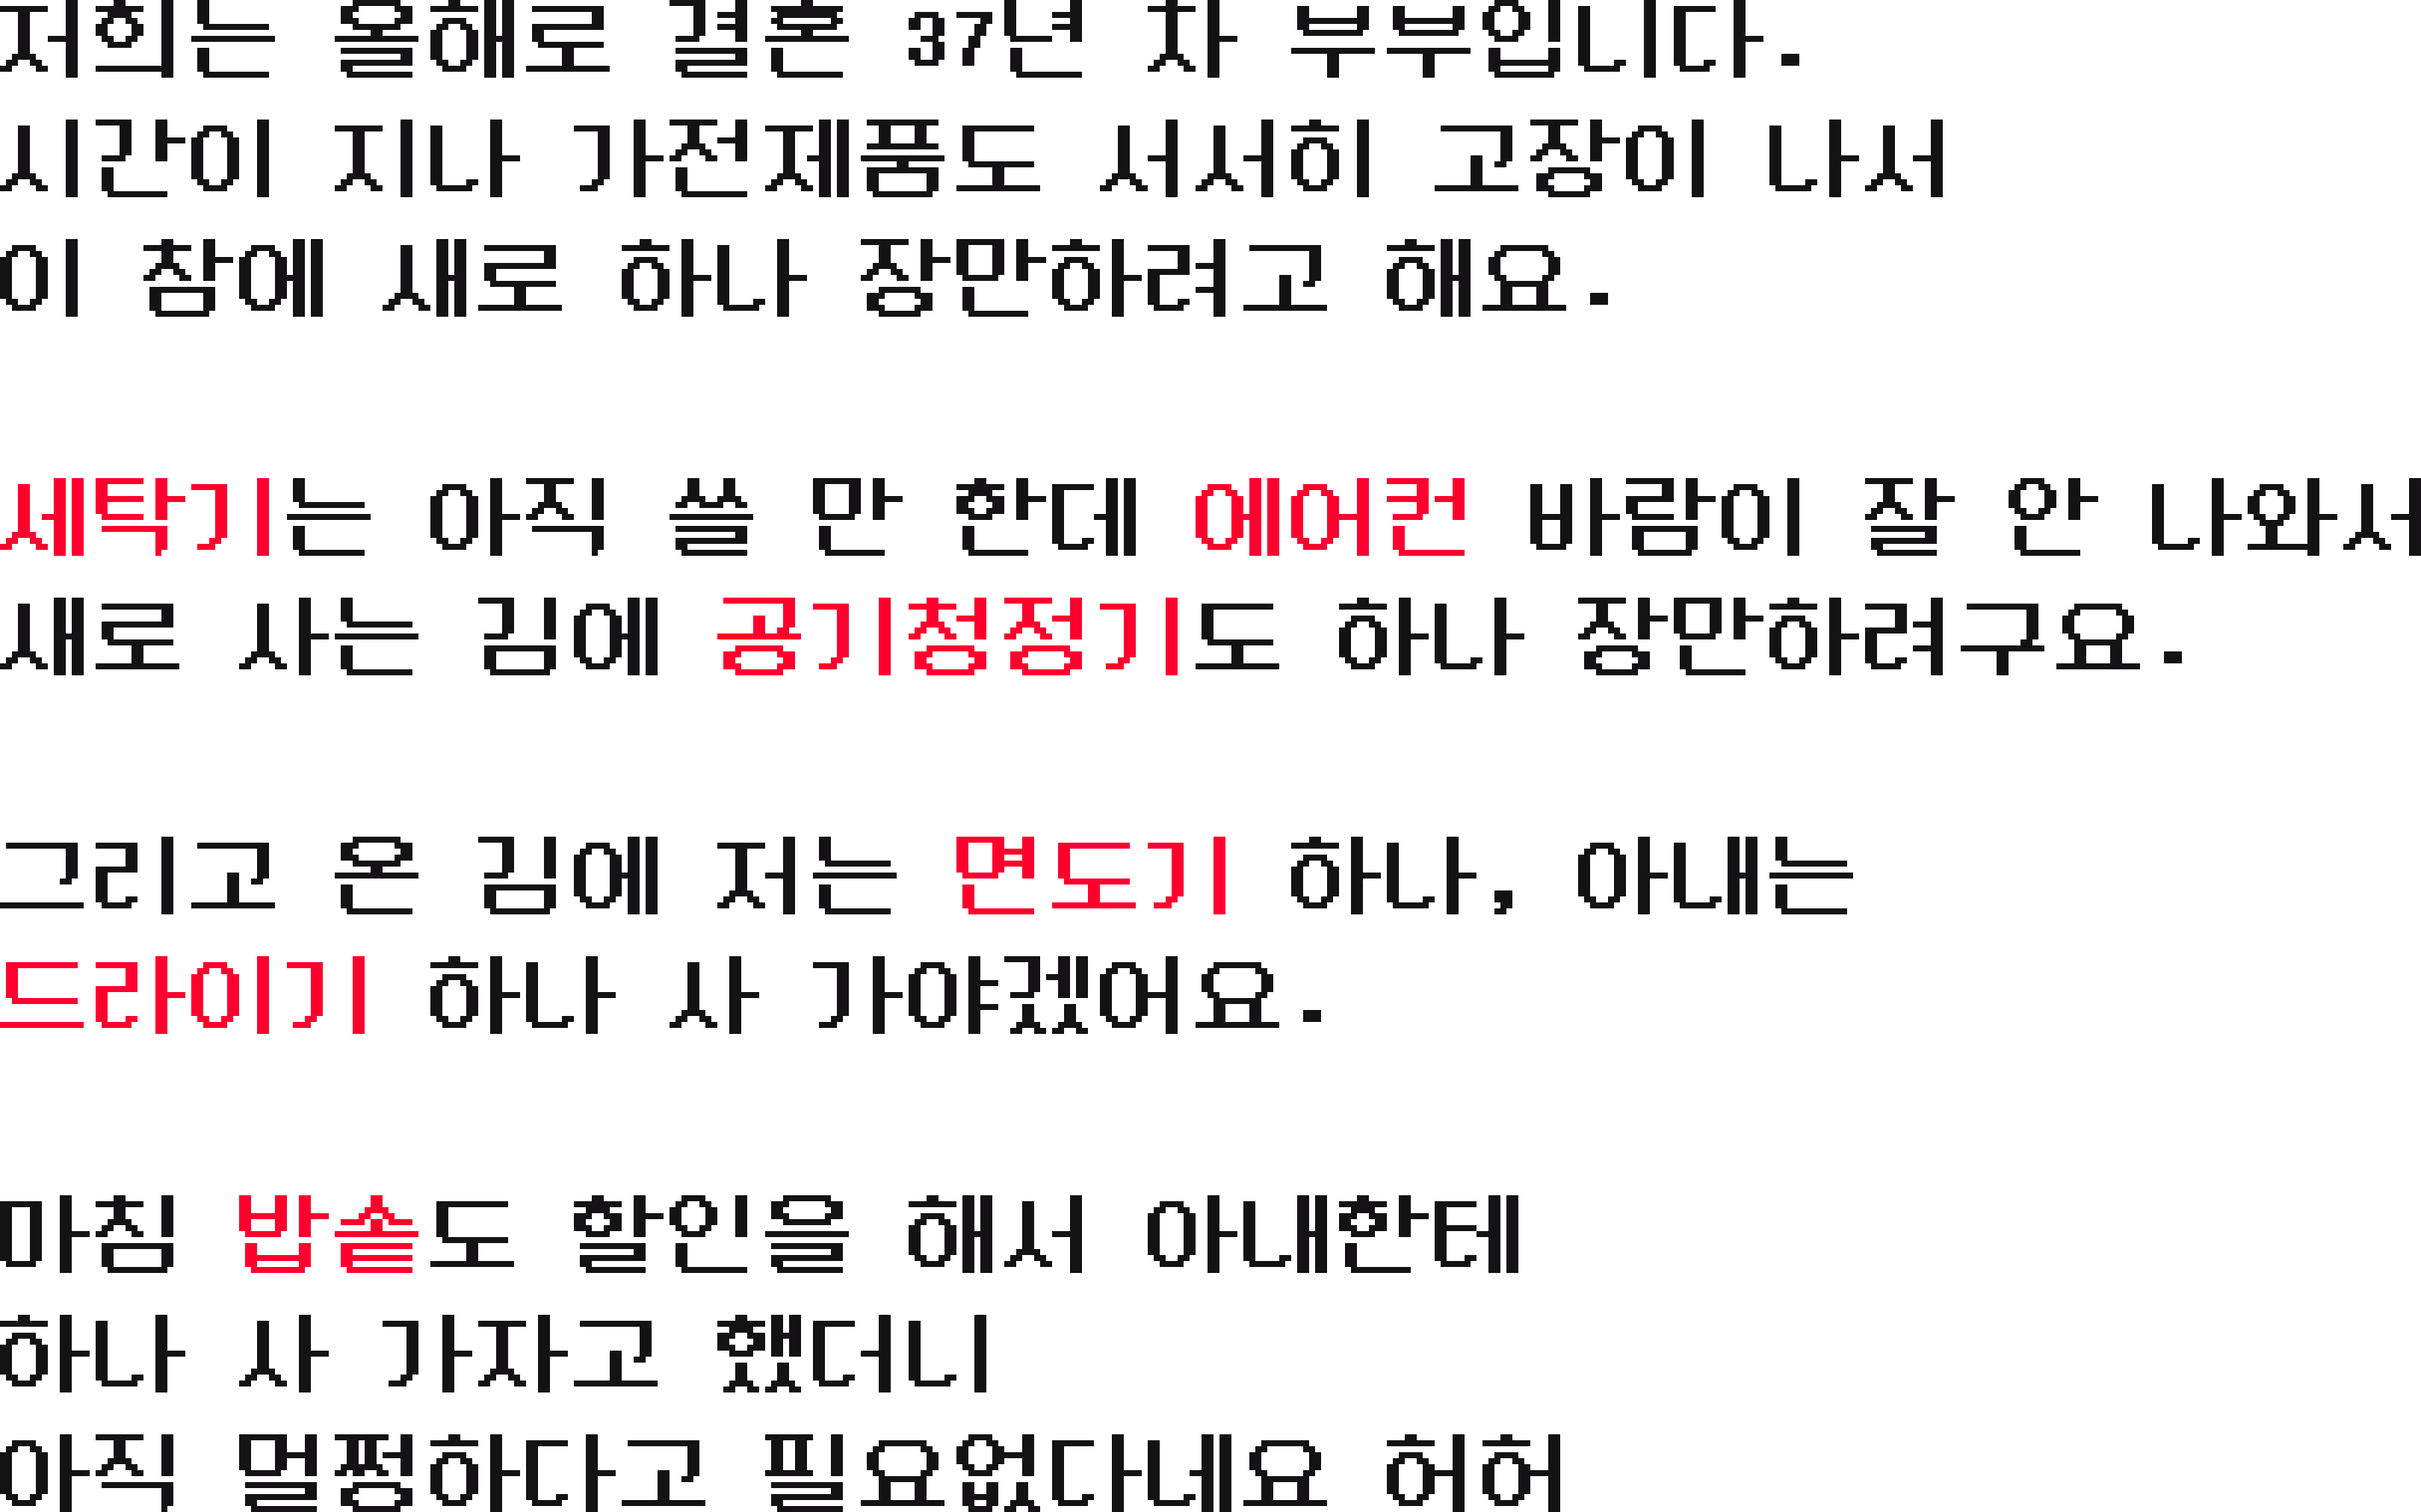 저희는 올해로 결혼 37년 차 부부입니다.
시간이 지나 가전제품도 서서히 고장이 나서
이 참에 새로 하나 장만하려고 해요.
세탁기는 아직 쓸 만 한데 에어컨 바람이 잘 안 나와서
새로 사는 김에 공기청정기도 하나 장만하려구요.
그리고 온 김에 저는 면도기 하나, 아내는
드라이기 하나 사 가야겠어요.
마침 밥솥도 할인을 해서 아내한테
하나 사 가자고 했더니
아직 멀쩡하다고 필요없다네요 허허